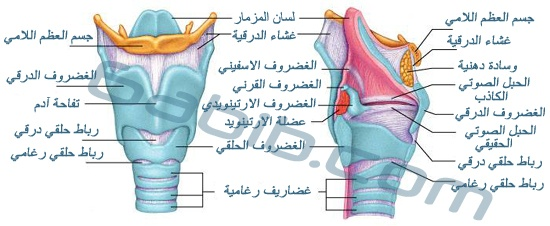 لسان المزمار
جسم العظم اللامي
جسم العظم اللامي
غشاء الدرقية
غشاء الدرقية
وسادة دهنية
الغضروف الاسفيني
الغضروف الدرقي
الحبل الصوتي
الكاذب
الغضروف القرني
تفاحة آدم
الغضروف الارتينويدي
الغضروف الدرقي
عضلة الارتينويد
الحبل الصوتي
الحقيقي
رباط حلقي درقي
الغضروف الحلقي
رباط حلقي درقي
رباط حلقي رغامي
رباط حلقي رغامي
غضاريف رغامية
6abib.com